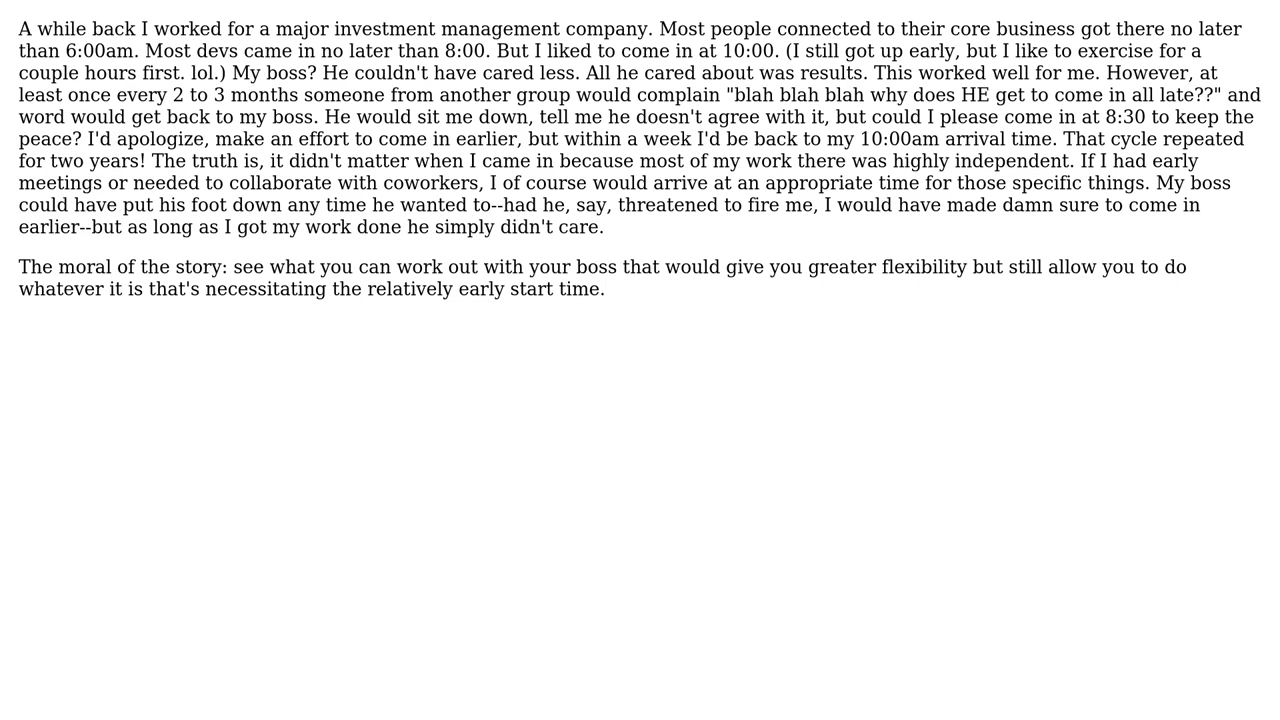 A while back I worked for a major investment management company. Most people connected to their core business got there no later
than 6:00am. Most devs came in no later than 8:00. But I liked to come in at 10:00. (I still got up early, but I like to exercise for a
couple hours first. lol.) My boss? He couldn't have cared less. All he cared about was results. This worked well for me. However, at
least once every 2 to 3 months someone from another group would complain "blah blah blah why does HE get to come in all late??" and
word would get back to my boss. He would sit me down, tell me he doesn't agree with it, but could I please come in at 8:30 to keep the
peace? I'd apologize, make an effort to come in earlier, but within a week I'd be back to my 10:00am arrival time. That cycle repeated
for two years! The truth is, it didn't matter when I came in because most of my work there was highly independent. If I had early
meetings or needed to collaborate with coworkers, I of course would arrive at an appropriate time for those specific things. My boss
could have put his foot down any time he wanted to--had he, say, threatened to fire me, I would have made damn sure to come in
earlier--but as long as I got my work done he simply didn't care.
The moral of the story: see what you can work out with your boss that would give you greater flexibility but still allow you to do
whatever it is that's necessitating the relatively early start time.